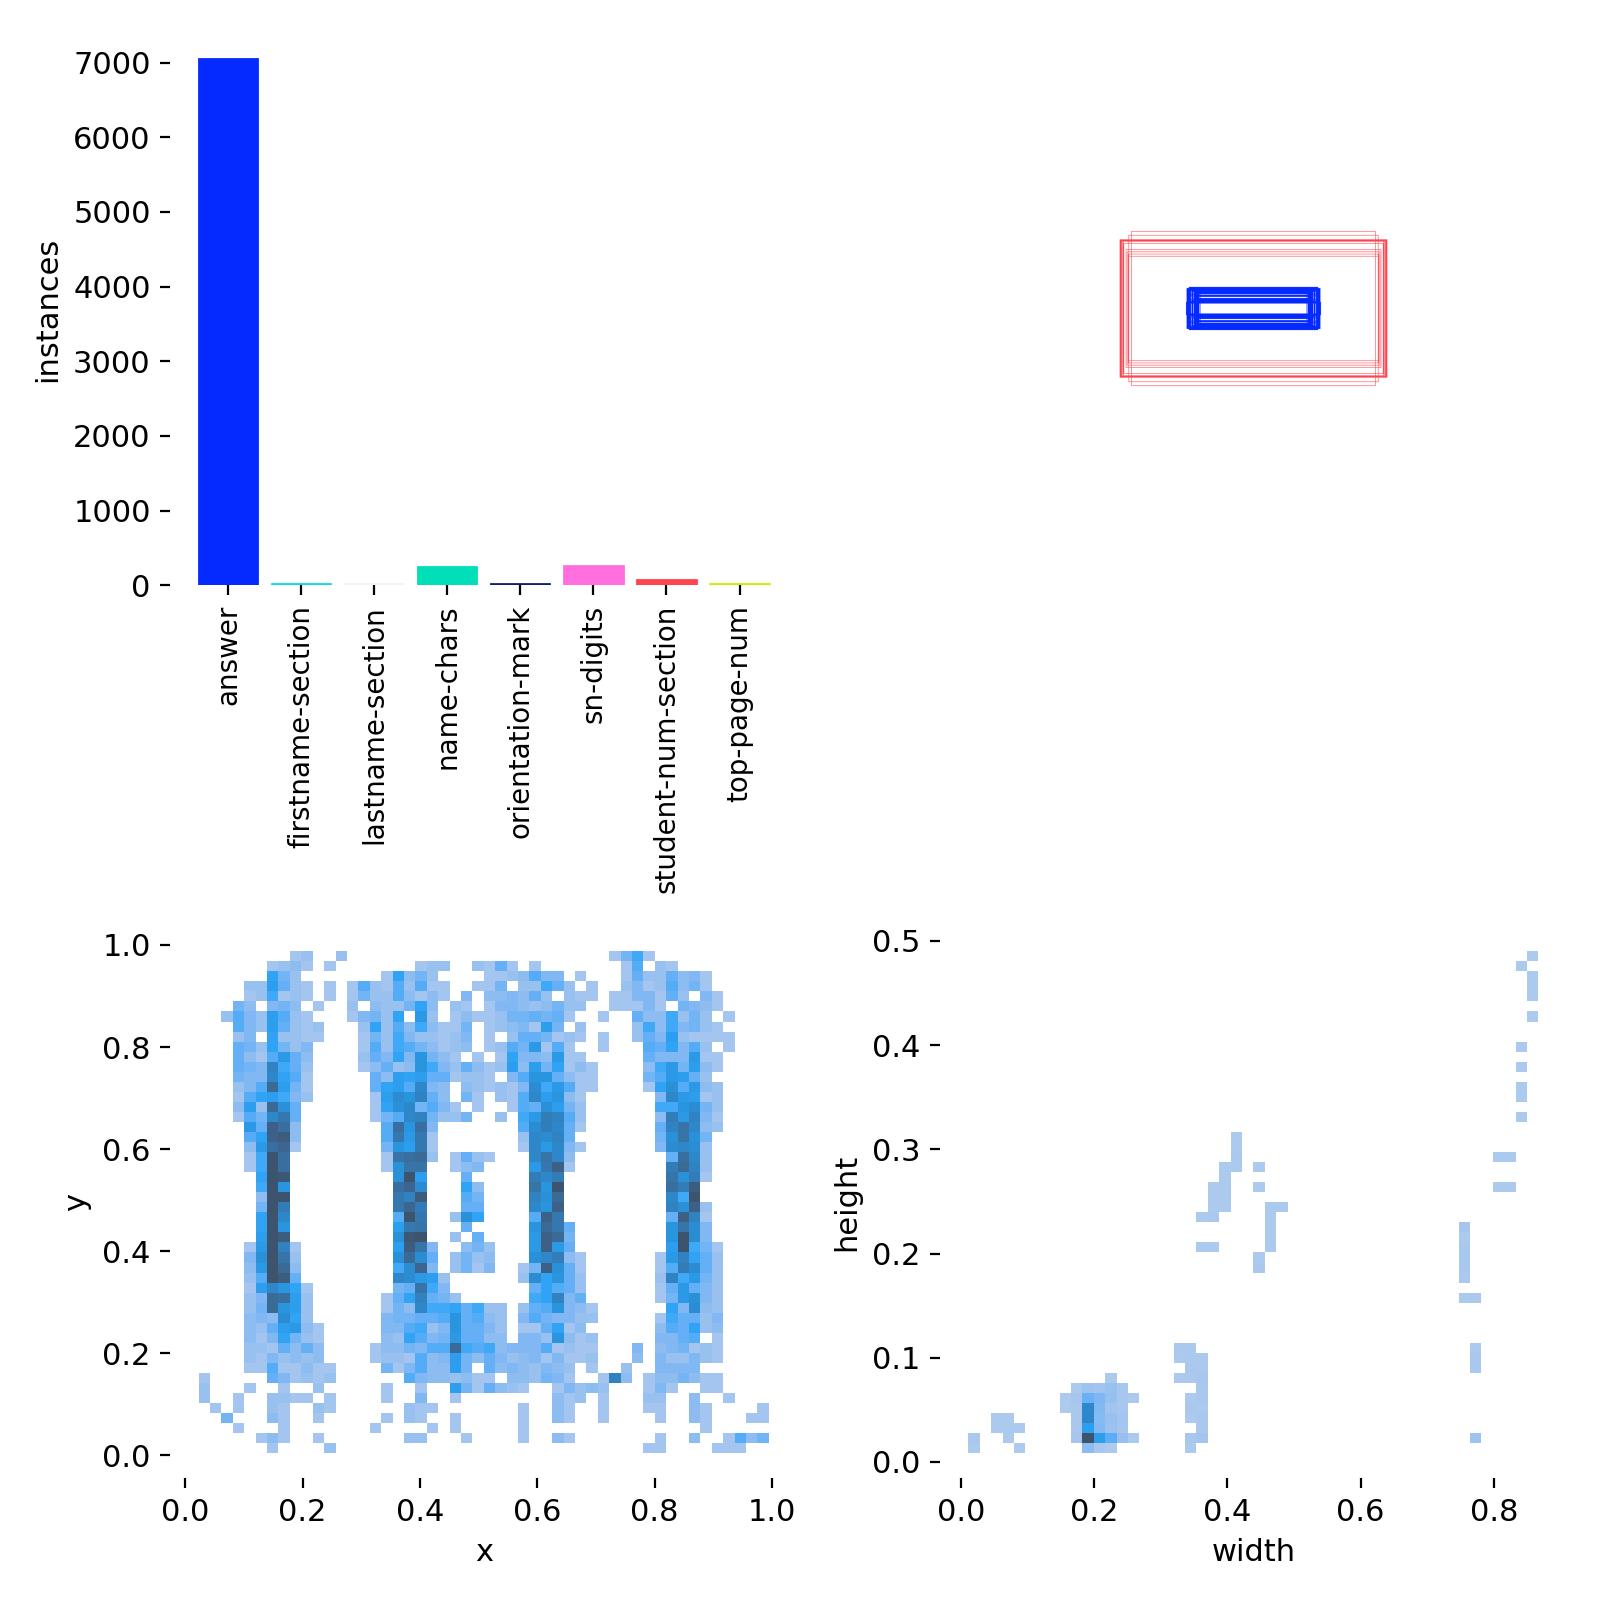 7000
6000
5000
4000
3000
2000
1000
0
instances
answer
firstname-section
lastname-section
name-chars
orientation-mark
sn-digits
student-num-section
top-page-num
1.0
0.8
0.6
0.4
0.2
0.0
y
0.0 0.2 0.4 0.6 0.8 1.0
x
0.5
0.4
0.3
0.2
0.1
0.0
height
0.0 0.2 0.4 0.6 0.8
width